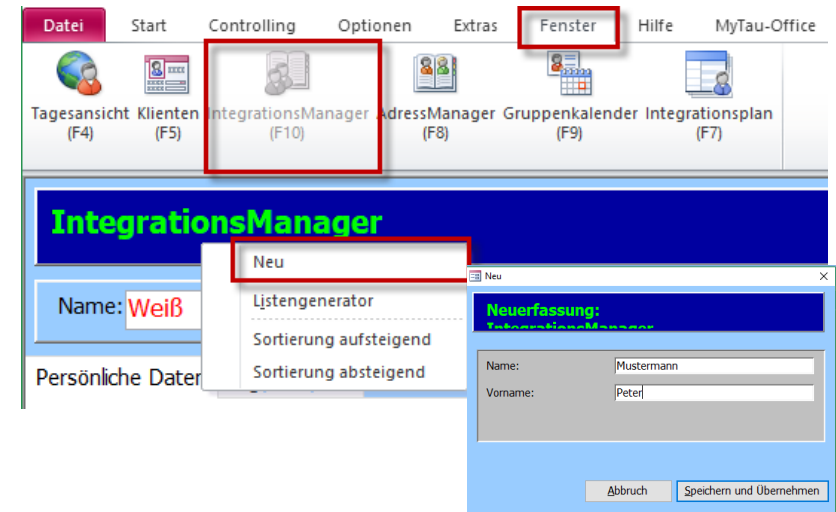 Datei Start Controlling Optionen Extras Fenster Hilfe MyTau-Office
Tagesansicht Klienten IntegrationsManager AdressManager Gruppenkalender Integrationsplan
(F4) (F5) (F10) (F8) (F9) (F7)
IntegrationsManager
Neu
Listengenerator
Sortierung aufsteigend
Sortierung absteigend
Name: Weiß
Persönliche Daten
Neu
Neuerfassung:
IntegrationsManager
Name: Mustermann
Vorname: Peter
Abbruch Speichern und Übernehmen